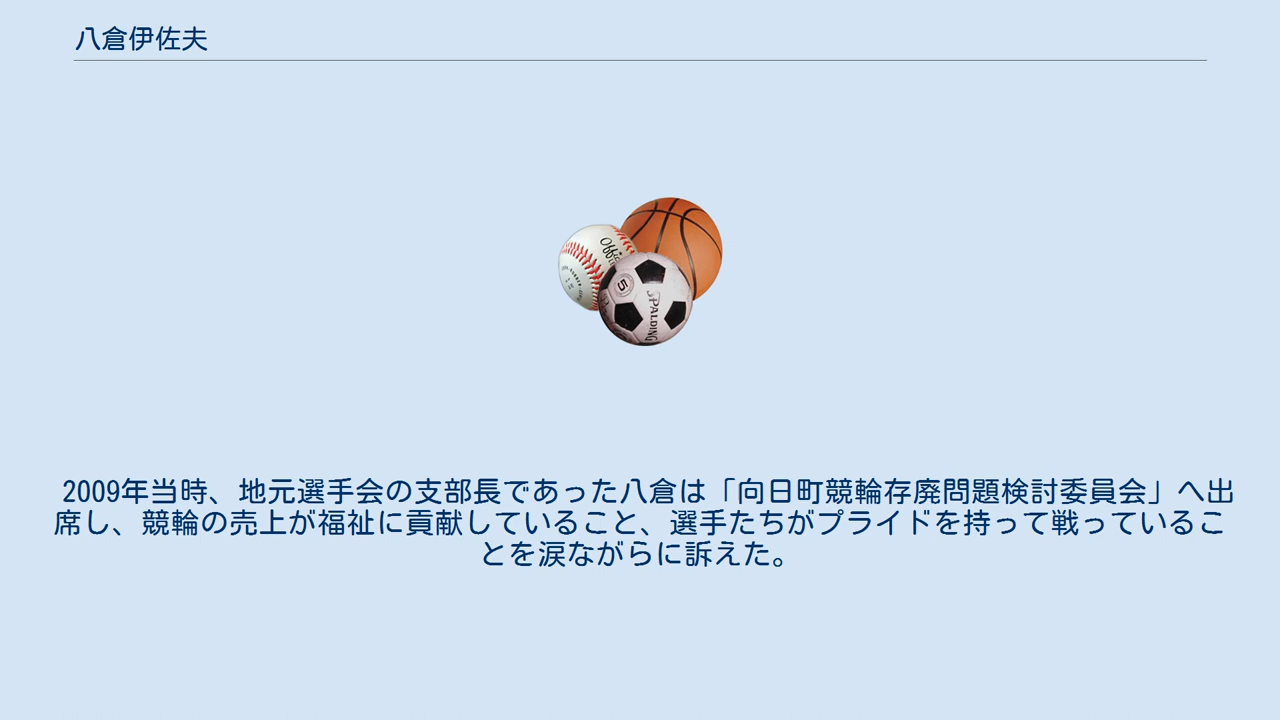 八倉伊佐夫
Offic
5
SPALDING
2009年当時、地元選手会の支部長であった八倉は「向日町競輪存廃問題検討委員会」へ出
席し、競輪の売上が福祉に貢献していること、選手たちがプライドを持って戦っているこ
とを涙ながらに訴えた。